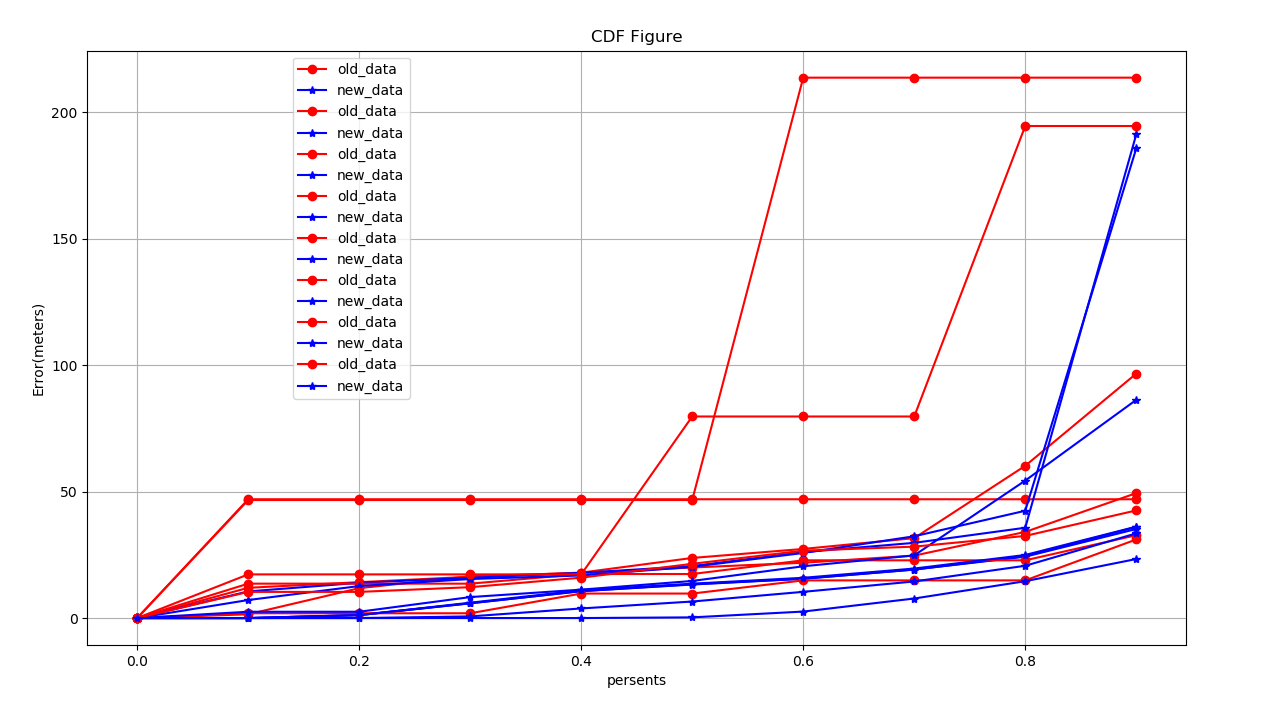 CDF Figure
old_data
new_data
old_data
new_data
old_data
new_data
old_data
new_data
old_data
new_data
old_data
new_data
old_data
new_data
old_data
new_data
Error(meters)
200
150
100
50
0
0.0 0.2 0.4 0.6 0.8
persents